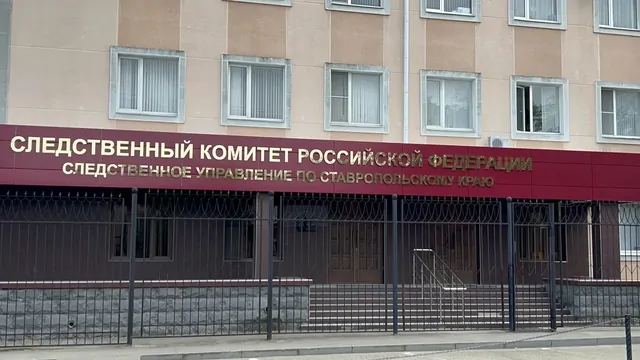 СЛЕДСТВЕННЫЙ КОМИТЕТ РОССИЙСКОЙ ФЕДЕРАЦИИ
СЛЕДСТВЕННОЕ УПРАВЛЕНИЕ ПО СТАВРОПОЛЬСКОМУ КРАЮ